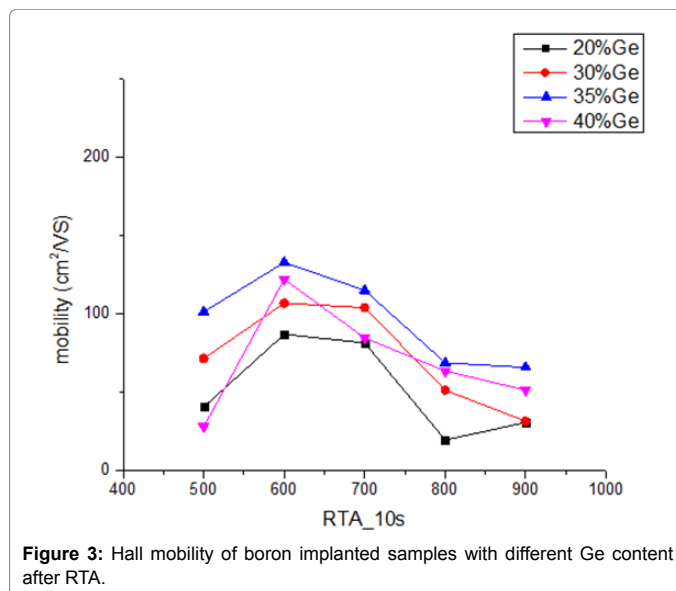 20%Ge
30%Ge
35%Ge
40%Ge
200
100
0
mobility (cm²/VS)
400 500 600 700 800 900 1000
RTA_10s
Figure 3: Hall mobility of boron implanted samples with different Ge content
after RTA.